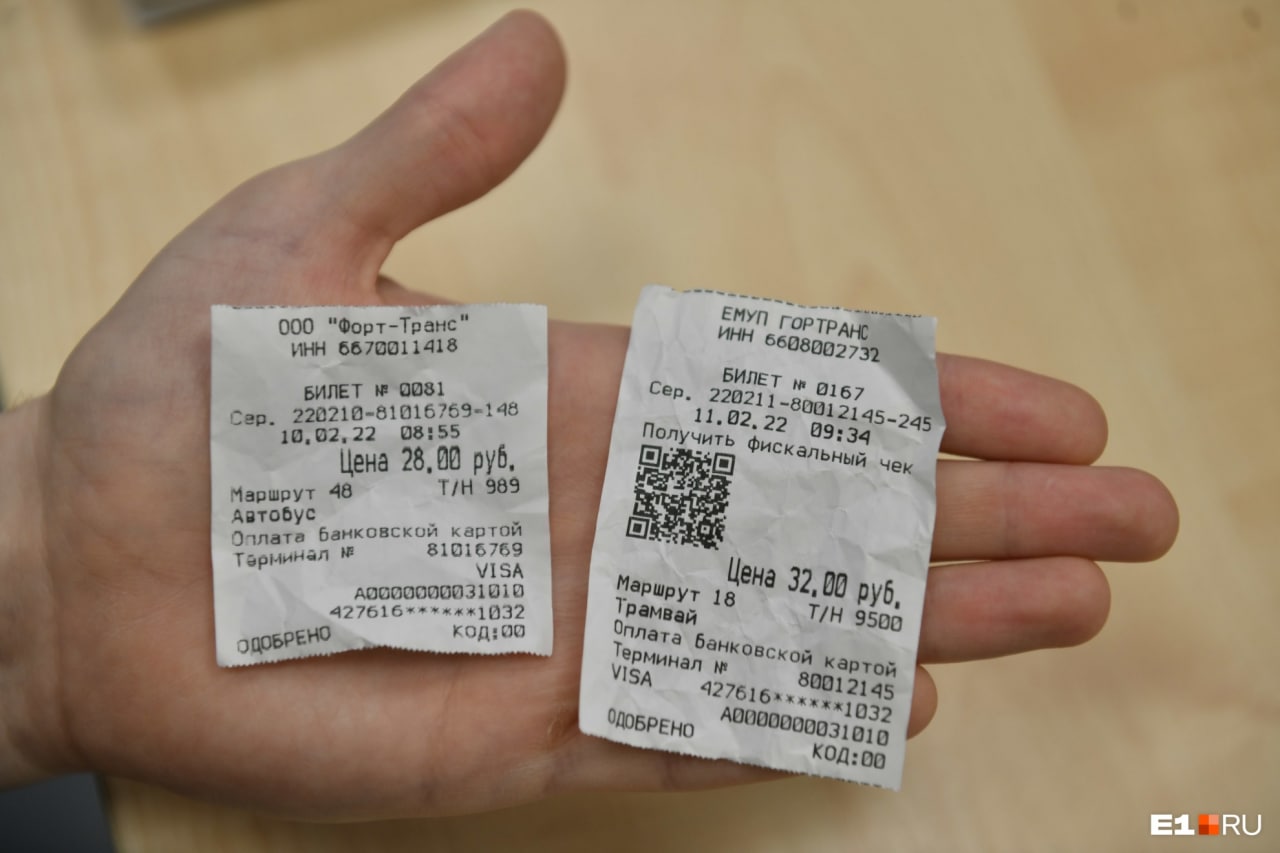 ООО "Форт-Транс"
ИНН 6670011418
БИЛЕТ № 0081
Сер. 220210-81016769-148
10.02.22 08:55
Цена 28,00 руб.
Маршрут 48 Т/Н 989
Автобус
Оплата банковской картой
Терминал № 81016769
VISA
A0000000031010
427616******1032
ОДОБРЕНО КОД:00
ЕМУП ГОРТРАНС
ИНН 6608002732
БИЛЕТ № 0167
Сер. 220211-80012145-245
11.02.22 09:34
Получить фискальный чек
Цена 32,00 руб.
Маршрут 18 Т/Н 9500
Трамвай
Оплата банковской картой
Терминал № 80012145
VISA 427616******1032
A0000000031010
ОДОБРЕНО КОД:00
E1 RU